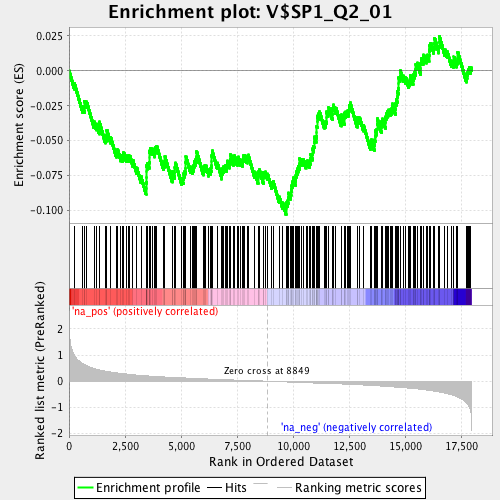 Enrichment plot: V$SP1_Q2_01
Enrichment score (ES)
0.025
0.000
-0.025
-0.050
-0.075
-0.100
'na_pos' (positively correlated)
Ranked list metric (PreRanked)
2
1
0
-1
-2
Zero cross at 8849
'na_neg' (negatively correlated)
0
2,500
5,000
7,500
10,000
12,500
15,000
17,500
Rank in Ordered Dataset
Enrichment profile
Hits
Ranking metric scores